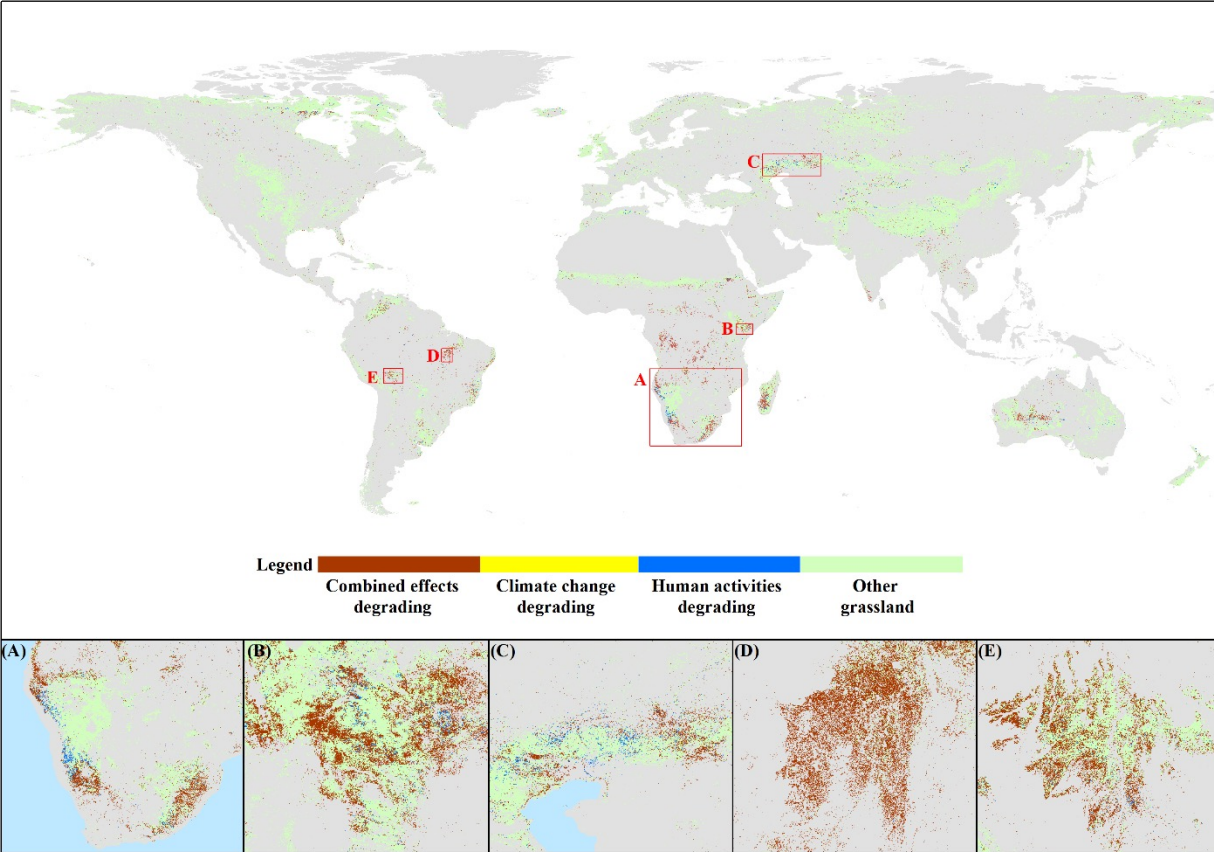 C
B
D
E
A
Legend
Combined effects degrading
Climate change degrading
Human activities degrading
Other grassland
(A)
(B)
(C)
(D)
(E)